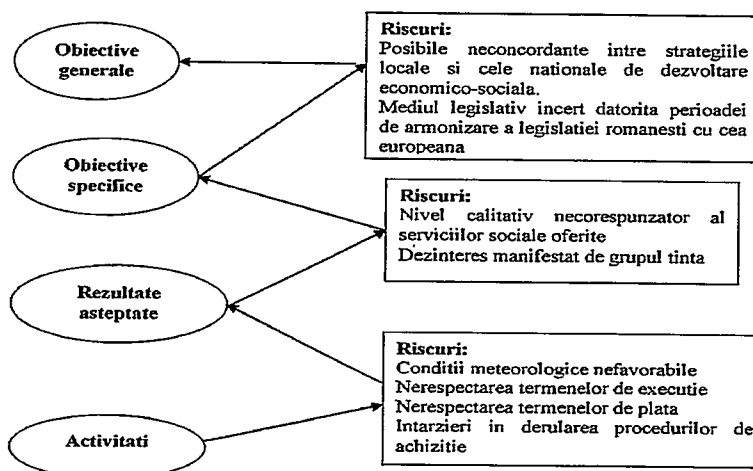 Obiective
generale
Riscuri:
Posibile neconcordante intre strategiile
locale si cele nationale de dezvoltare
economico-sociala.
Mediul legislativ incert datorita perioadei
de armonizare a legislatiei romanesti cu cea
europeana
Obiective
specifice
Riscuri:
Nivel calitativ necorespunzator al
serviciilor sociale oferite
Dezinteres manifestat de grupul tinta
Rezultate
asteptate
Riscuri:
Conditii meteorologice nefavorabile
Nerespectarea termenelor de executie
Nerespectarea termenelor de plata
Intarzieri in derularea procedurilor de
achizitie
Activitati